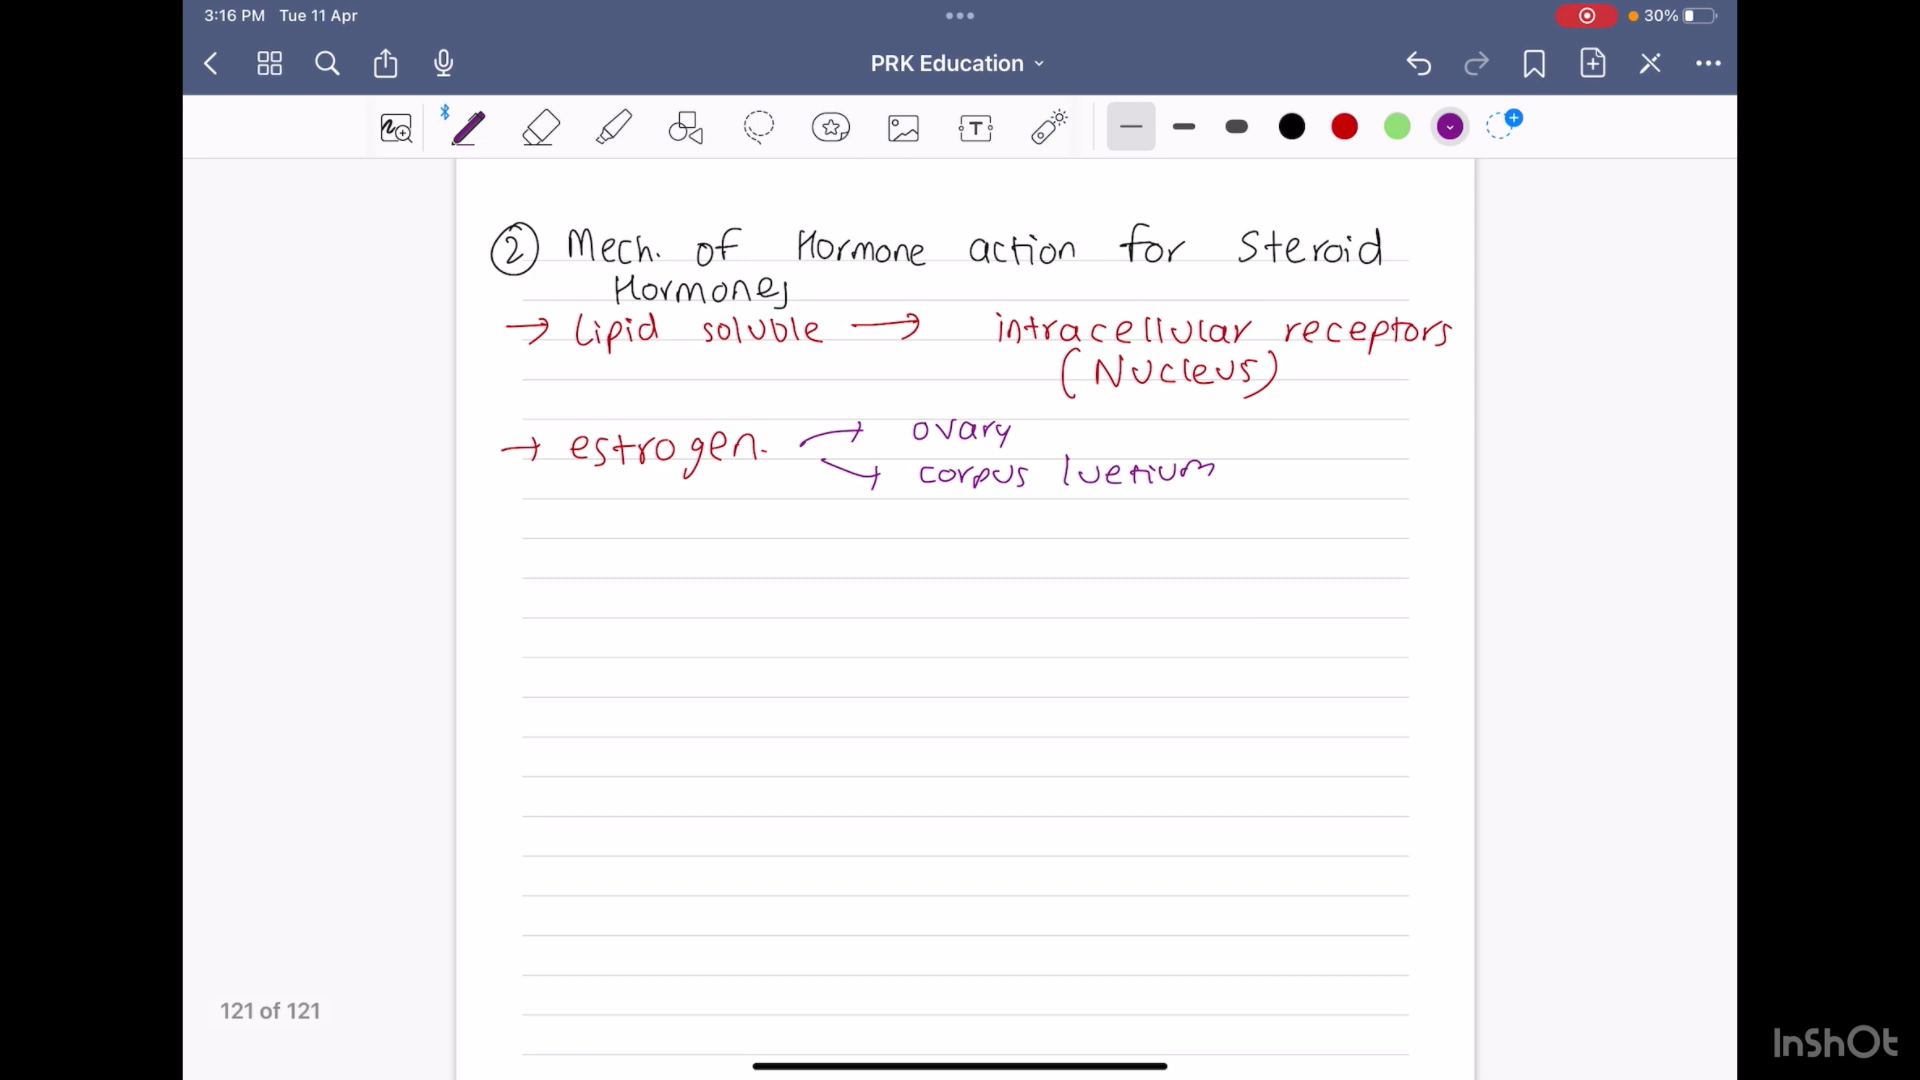 3:16 PM Tue 11 Apr
30%
PRK Education
T
② Mech. of Hormone action for Steroid
Hormones
→ Lipid soluble → intracellular receptors
(Nucleus)
→ estrogen. → ovary
→ corpus luetium
121 of 121
InShOt